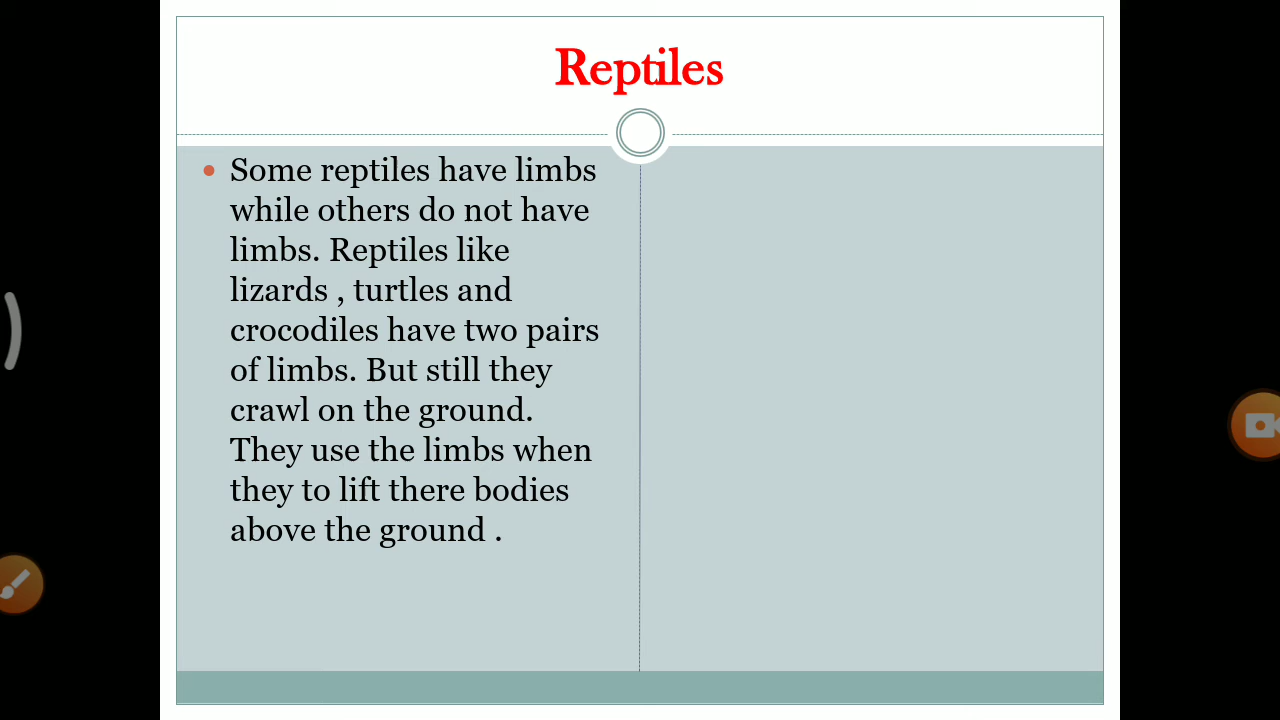 Reptiles
Some reptiles have limbs
while others do not have
limbs. Reptiles like
lizards , turtles and
crocodiles have two pairs
of limbs. But still they
crawl on the ground.
They use the limbs when
they to lift there bodies
above the ground .